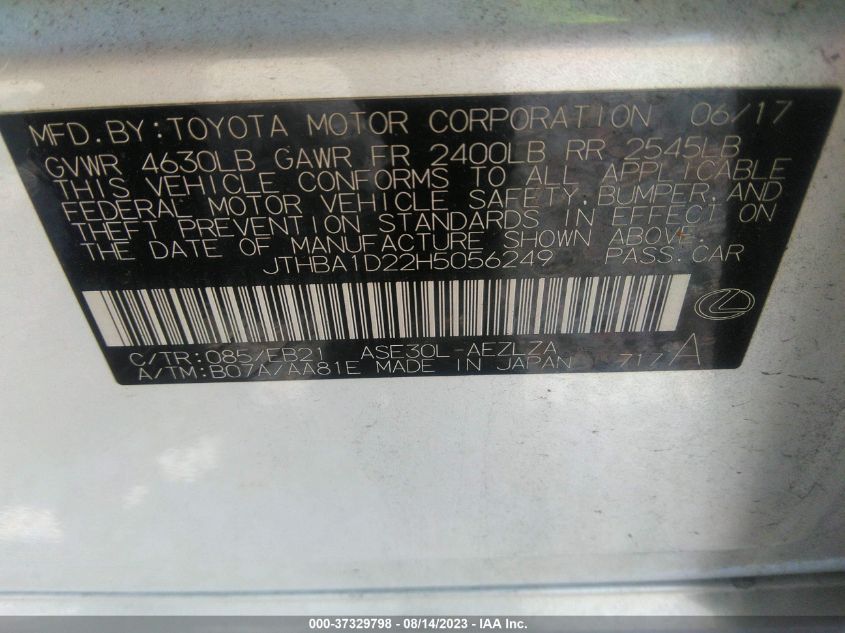 MFD. BY: TOYOTA MOTOR CORPORATION 06/17
GVWR 4630LB GAWR FR 2400LB RR 2545LB
THIS VEHICLE CONFORMS TO ALL APPLICABLE
FEDERAL MOTOR VEHICLE SAFETY, BUMPER, AND
THEFT PREVENTION STANDARDS IN EFFECT ON
THE DATE OF MANUFACTURE SHOWN ABOVE.
JTHBA1D22H5056249 PASS. CAR
C/TR: 085/EB21 ASE30L-AEZLZA
A/TM: B07A/AA81E MADE IN JAPAN 717 A
000-37329798 - 08/14/2023 - IAA Inc.